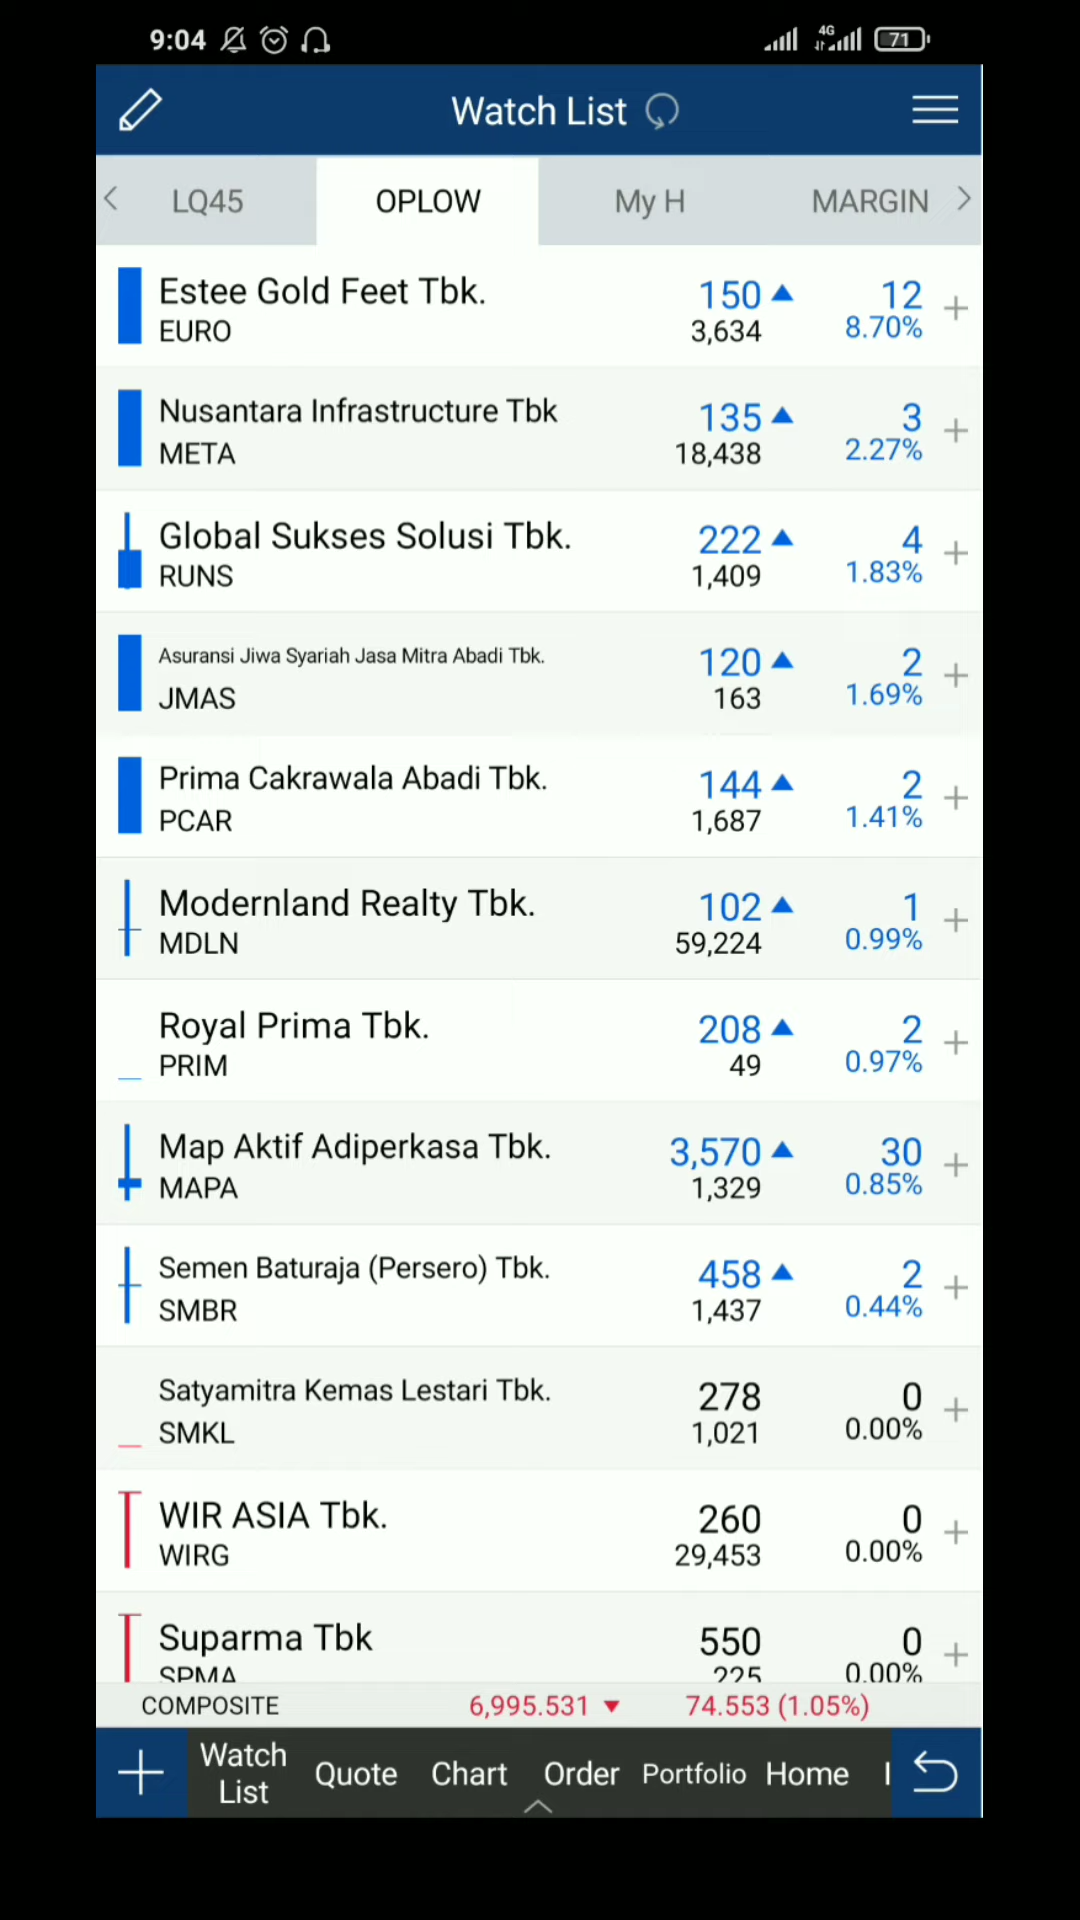 9:04 4G 71
Watch List
LQ45 OPLOW My H MARGIN
Estee Gold Feet Tbk. 150 12
EURO 3,634 8.70%
Nusantara Infrastructure Tbk 135 3
META 18,438 2.27%
Global Sukses Solusi Tbk. 222 4
RUNS 1,409 1.83%
Asuransi Jiwa Syariah Jasa Mitra Abadi Tbk. 120 2
JMAS 163 1.69%
Prima Cakrawala Abadi Tbk. 144 2
PCAR 1,687 1.41%
Modernland Realty Tbk. 102 1
MDLN 59,224 0.99%
Royal Prima Tbk. 208 2
PRIM 49 0.97%
Map Aktif Adiperkasa Tbk. 3,570 30
MAPA 1,329 0.85%
Semen Baturaja (Persero) Tbk. 458 2
SMBR 1,437 0.44%
Satyamitra Kemas Lestari Tbk. 278 0
SMKL 1,021 0.00%
WIR ASIA Tbk. 260 0
WIRG 29,453 0.00%
Suparma Tbk 550 0
SPMA 225 0.00%
COMPOSITE 6,995.531 74.553 (1.05%)
Watch List Quote Chart Order Portfolio Home